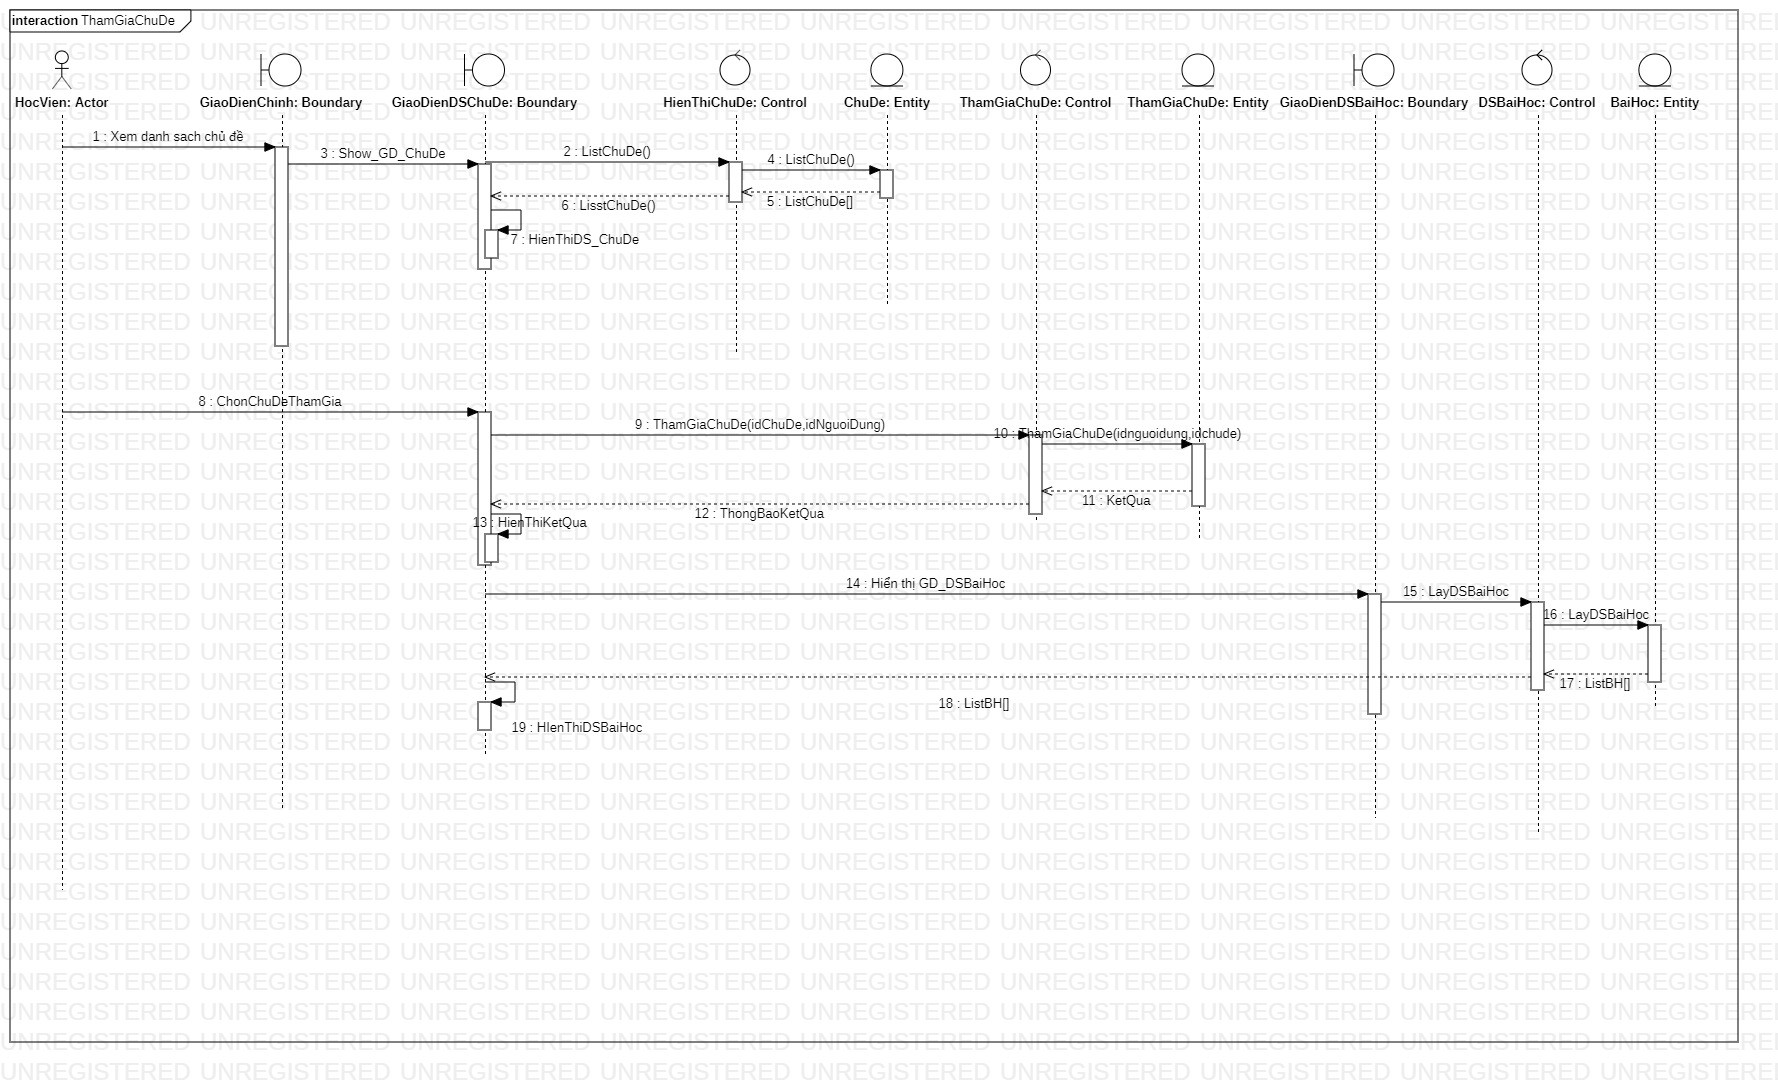 interaction ThamGiaChuDe
HocVien: Actor
GiaoDienChinh: Boundary
GiaoDienDSChuDe: Boundary
HienThiChuDe: Control
ChuDe: Entity
ThamGiaChuDe: Control
ThamGiaChuDe: Entity
GiaoDienDSBaiHoc: Boundary
DSBaiHoc: Control
BaiHoc: Entity
1 : Xem danh sach chủ đề
3 : Show_GD_ChuDe
2 : ListChuDe()
4 : ListChuDe()
5 : ListChuDe[]
6 : LisstChuDe()
7 : HienThiDS_ChuDe
8 : ChonChuDeThamGia
9 : ThamGiaChuDe(idChuDe,idNguoiDung)
10 : ThamGiaChuDe(idnguoidung,idchude)
11 : KetQua
12 : ThongBaoKetQua
13 : HienThiKetQua
14 : Hiển thị GD_DSBaiHoc
15 : LayDSBaiHoc
16 : LayDSBaiHoc
17 : ListBH[]
18 : ListBH[]
19 : HIenThiDSBaiHoc
UNREGISTERED